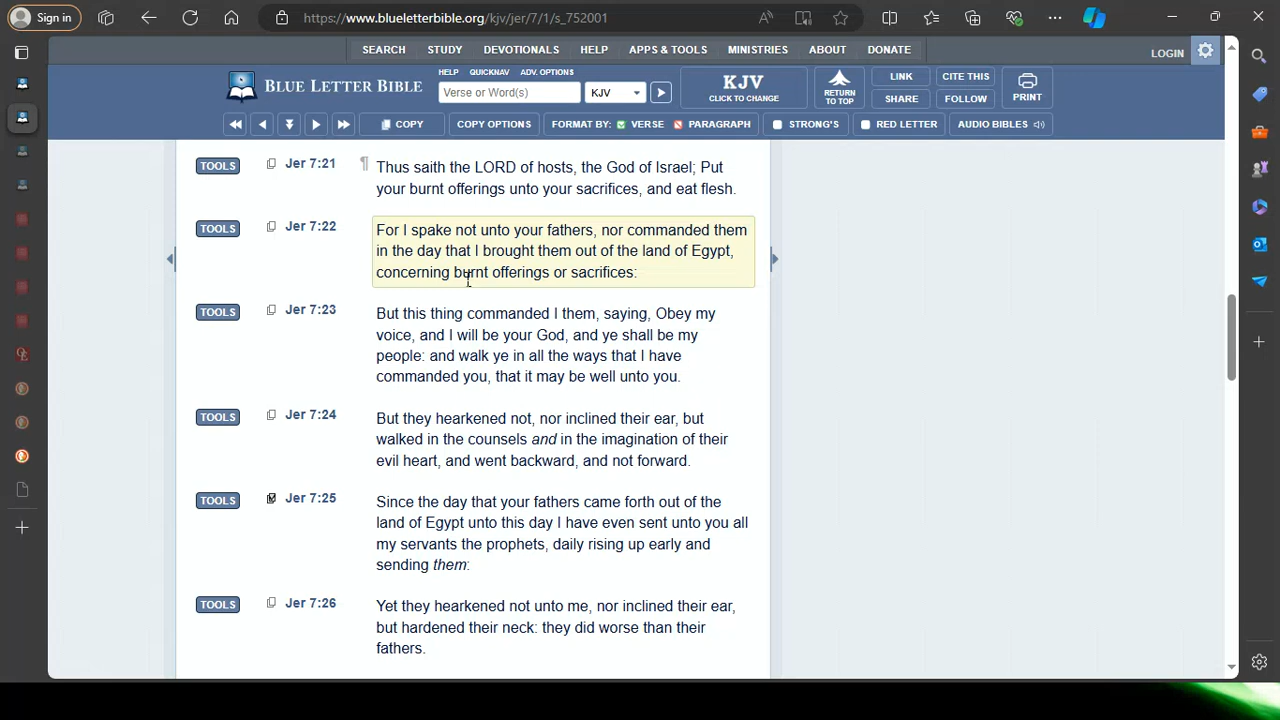 Sign in
https://www.blueletterbible.org/kjv/jer/7/1/s_752001
SEARCH STUDY DEVOTIONALS HELP APPS & TOOLS MINISTRIES ABOUT DONATE
LOGIN
BLUE LETTER BIBLE
HELP QUICKNAV ADV. OPTIONS
Verse or Word(s) KJV
KJV
CLICK TO CHANGE
RETURN
TO TOP
LINK CITE THIS
SHARE FOLLOW
PRINT
COPY COPY OPTIONS FORMAT BY: VERSE PARAGRAPH STRONG'S RED LETTER AUDIO BIBLES
TOOLS Jer 7:21 ¶ Thus saith the LORD of hosts, the God of Israel; Put
your burnt offerings unto your sacrifices, and eat flesh.
TOOLS Jer 7:22 For I spake not unto your fathers, nor commanded them
in the day that I brought them out of the land of Egypt,
concerning burnt offerings or sacrifices:
TOOLS Jer 7:23 But this thing commanded I them, saying, Obey my
voice, and I will be your God, and ye shall be my
people: and walk ye in all the ways that I have
commanded you, that it may be well unto you.
TOOLS Jer 7:24 But they hearkened not, nor inclined their ear, but
walked in the counsels and in the imagination of their
evil heart, and went backward, and not forward.
TOOLS Jer 7:25 Since the day that your fathers came forth out of the
land of Egypt unto this day I have even sent unto you all
my servants the prophets, daily rising up early and
sending them:
TOOLS Jer 7:26 Yet they hearkened not unto me, nor inclined their ear,
but hardened their neck: they did worse than their
fathers.